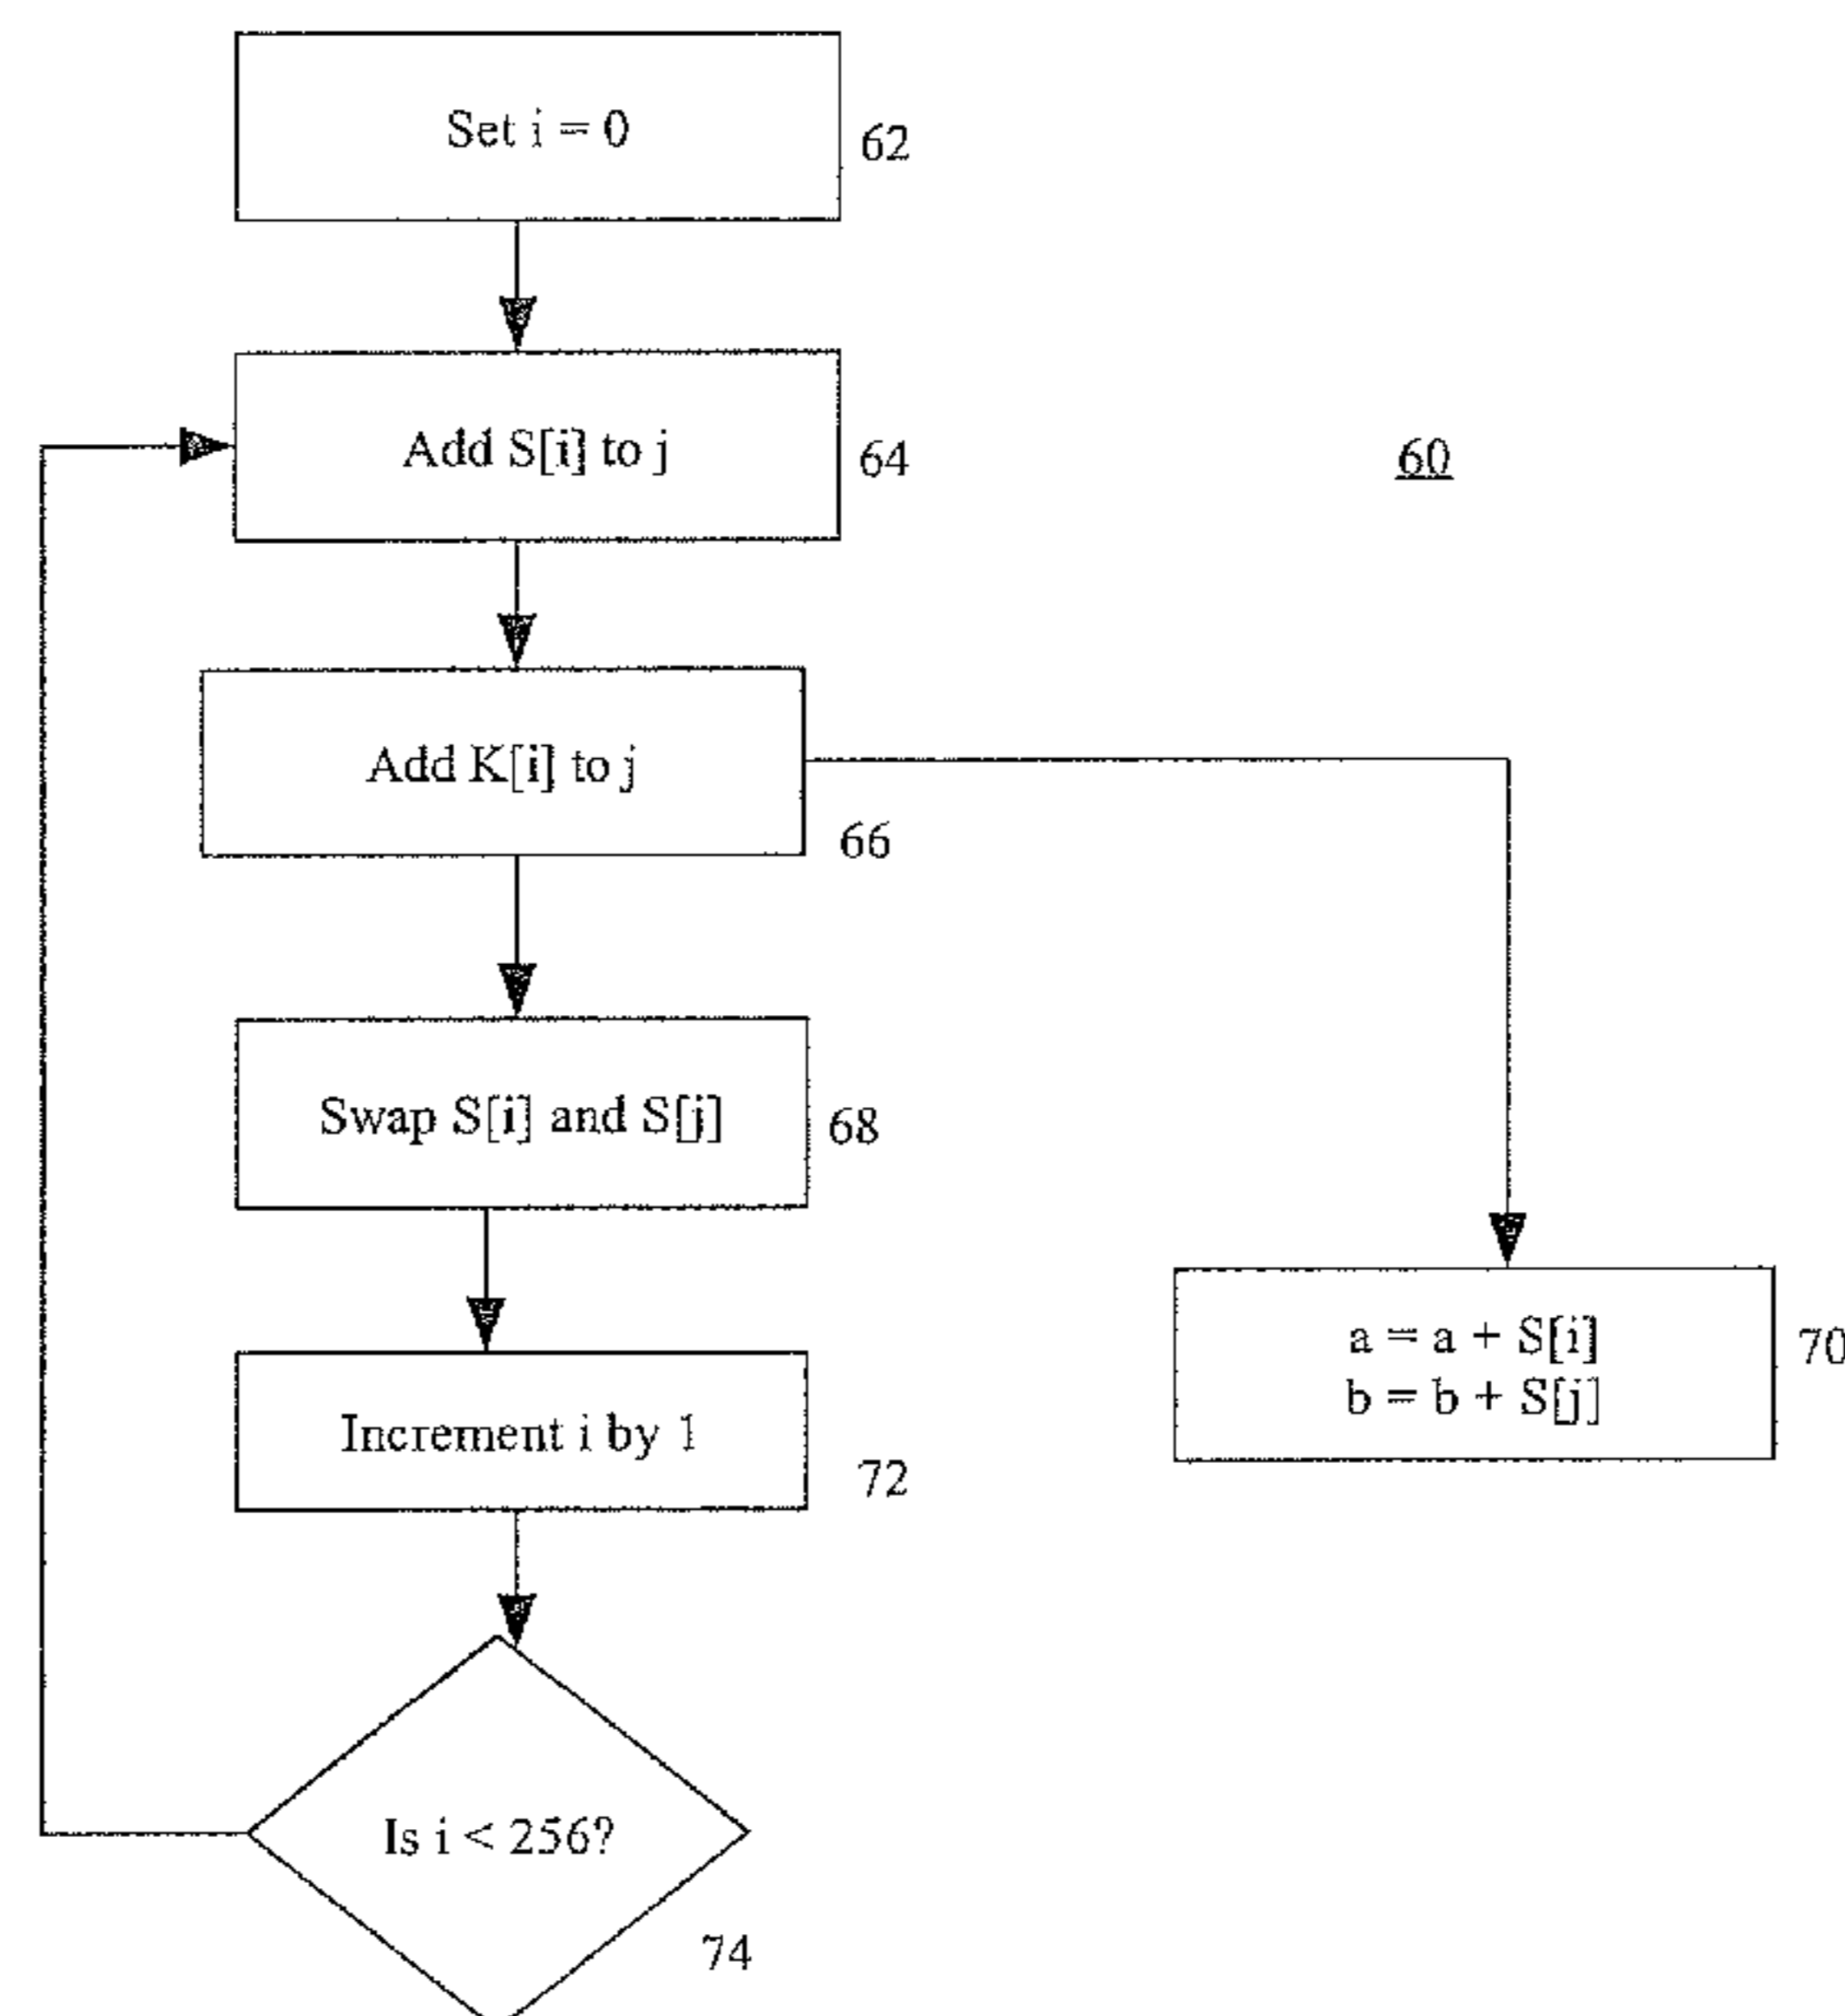 Set i = 0
62
Add S[i] to j
64
60
Add K[i] to j
66
Swap S[i] and S[j]
68
a = a + S[i]
b = b + S[j]
70
Increment i by 1
72
Is i < 256?
74